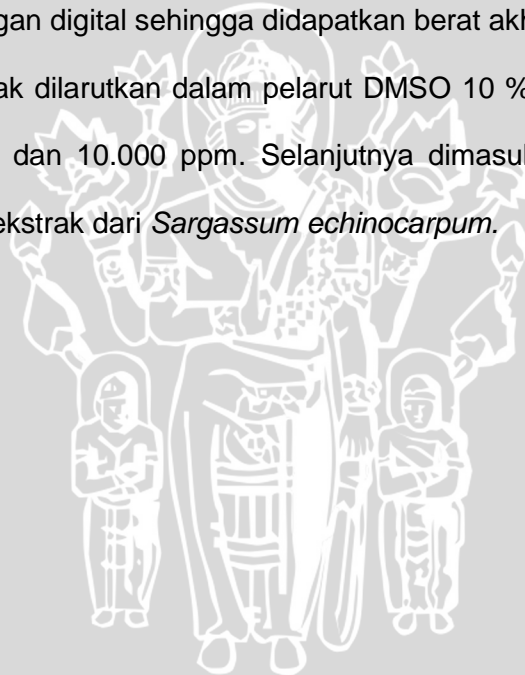 gan digital sehingga didapatkan berat akh
ak dilarutkan dalam pelarut DMSO 10 %
dan 10.000 ppm. Selanjutnya dimasu
ekstrak dari Sargassum echinocarpum.